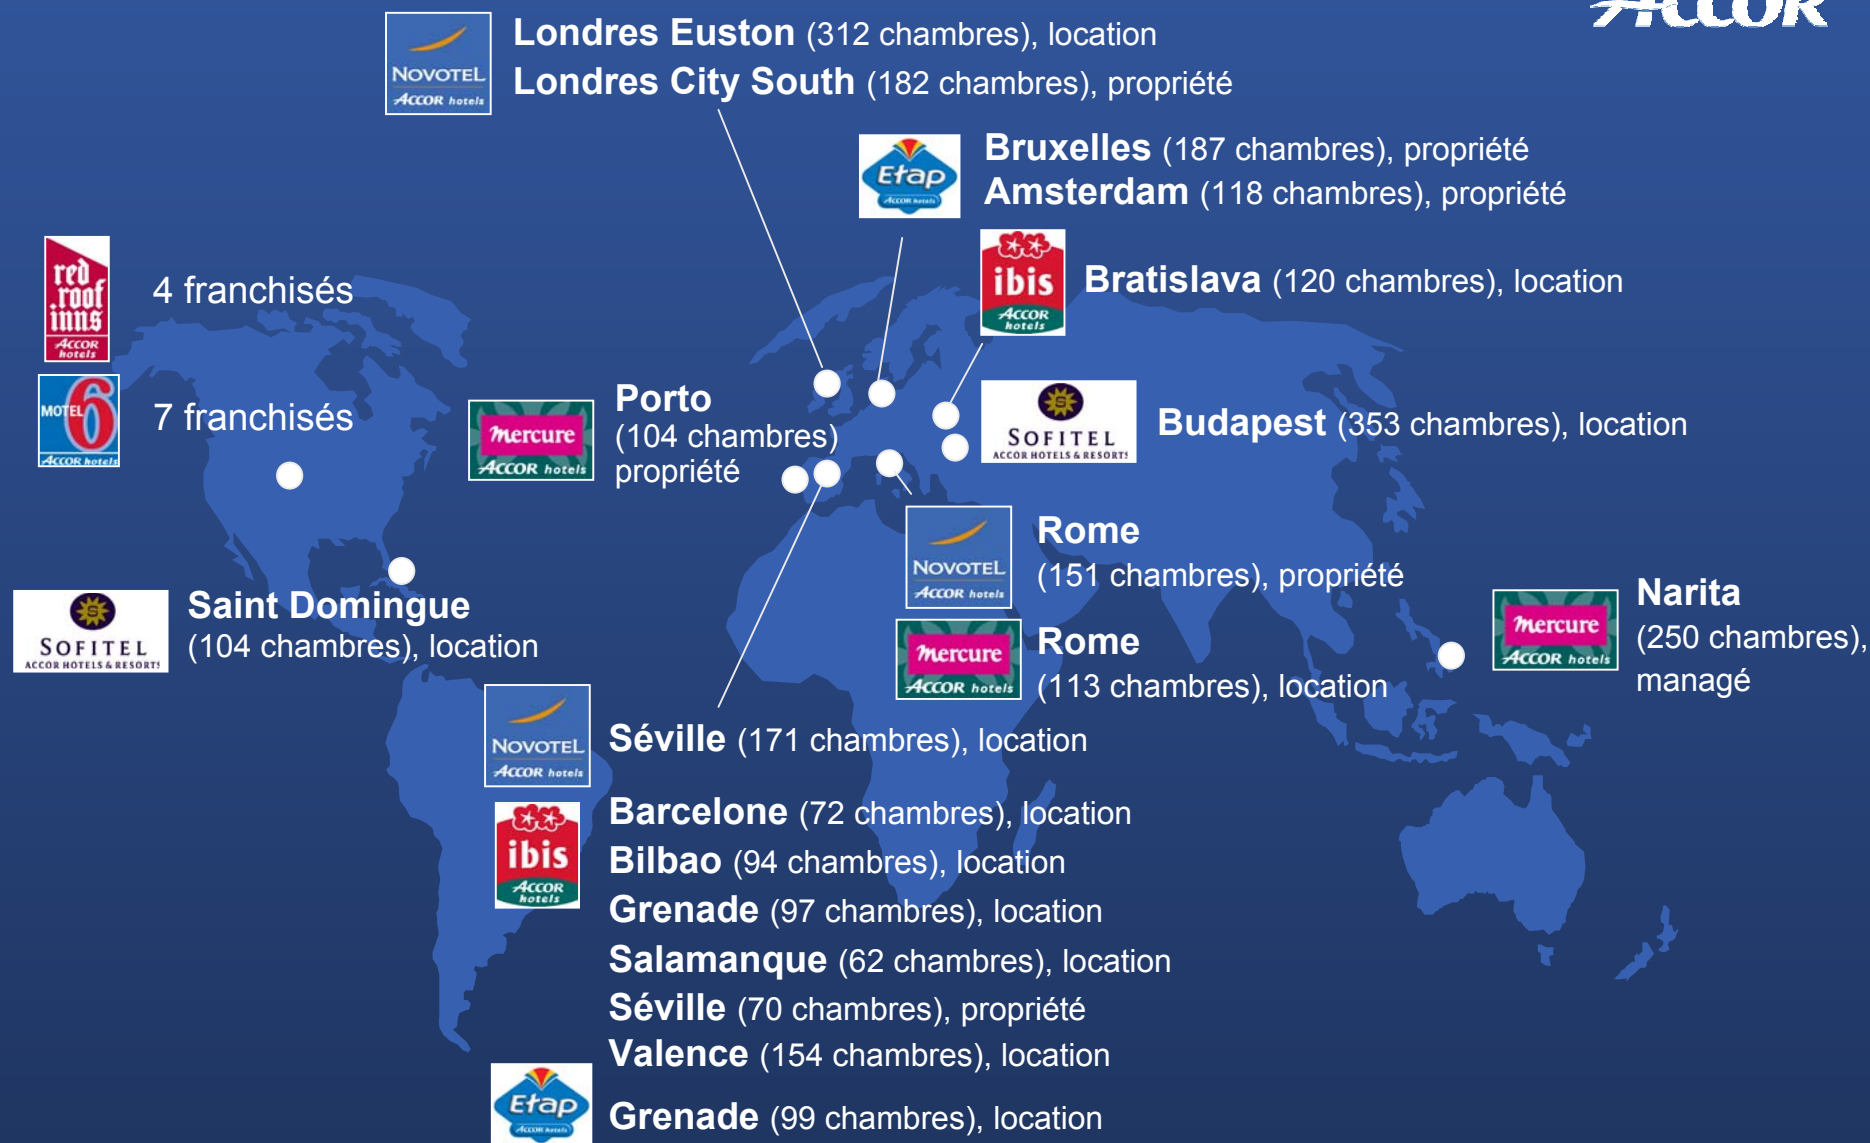 ACCOR
NOVOTEL
ACCOR hotels
Londres Euston (312 chambres), location
Londres City South (182 chambres), propriété
Etap
ACCOR hotels
Bruxelles (187 chambres), propriété
Amsterdam (118 chambres), propriété
red
roof
inns
ACCOR
hotels
4 franchisés
ibis
ACCOR
hotels
Bratislava (120 chambres), location
MOTEL 6
ACCOR hotels
7 franchisés
mercure
ACCOR hotels
Porto
(104 chambres)
propriété
SOFITEL
ACCOR HOTELS & RESORTS
Budapest (353 chambres), location
NOVOTEL
ACCOR hotels
Rome
(151 chambres), propriété
SOFITEL
ACCOR HOTELS & RESORTS
Saint Domingue
(104 chambres), location
mercure
ACCOR hotels
Rome
(113 chambres), location
mercure
ACCOR hotels
Narita
(250 chambres),
managé
NOVOTEL
ACCOR hotels
Séville (171 chambres), location
ibis
ACCOR
hotels
Barcelone (72 chambres), location
Bilbao (94 chambres), location
Grenade (97 chambres), location
Salamanque (62 chambres), location
Séville (70 chambres), propriété
Valence (154 chambres), location
Etap
ACCOR hotels
Grenade (99 chambres), location